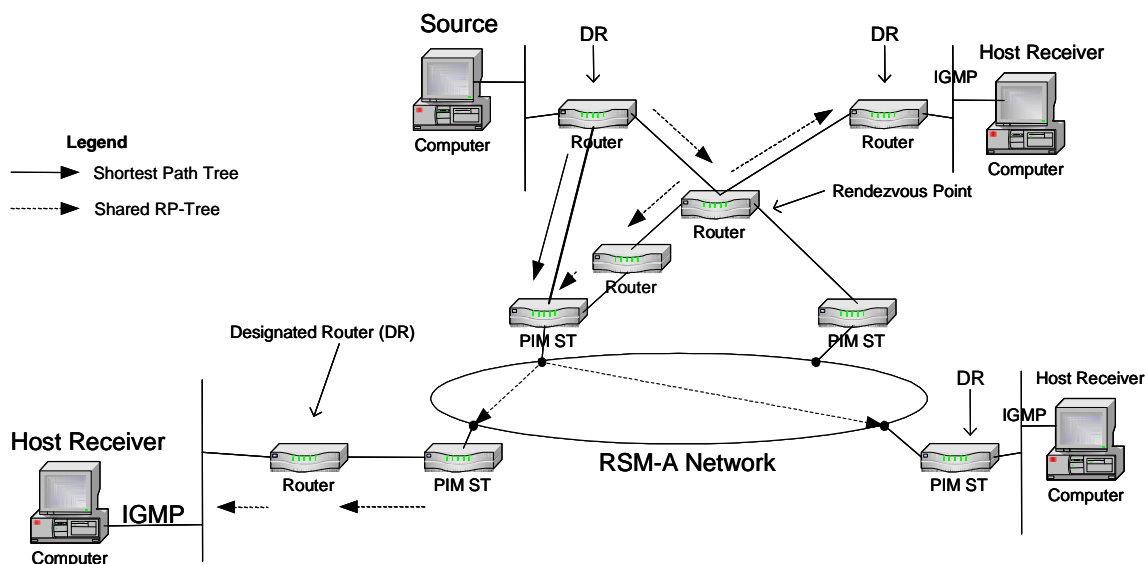 Source
DR
DR
Host Receiver
IGMP
Computer
Router
Router
Computer
Legend
Shortest Path Tree
Shared RP-Tree
Rendezvous Point
Router
Router
Designated Router (DR)
PIM ST
PIM ST
DR
Host Receiver
IGMP
Host Receiver
RSM-A Network
Router
PIM ST
PIM ST
Computer
IGMP
Computer